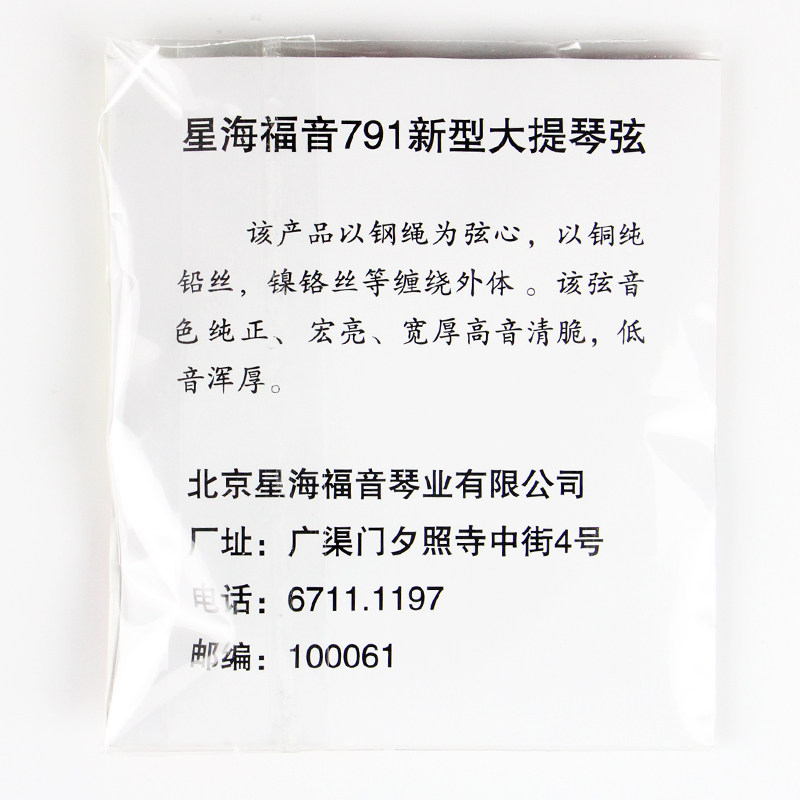 星海福音791新型大提琴弦
该产品以钢绳为弦心，以铜纯
铅丝，镍铬丝等缠绕外体。该弦音
色纯正、宏亮、宽厚高音清脆，低
音浑厚。
北京星海福音琴业有限公司
厂址：广渠门夕照寺中街4号
电话：6711.1197
邮编：100061